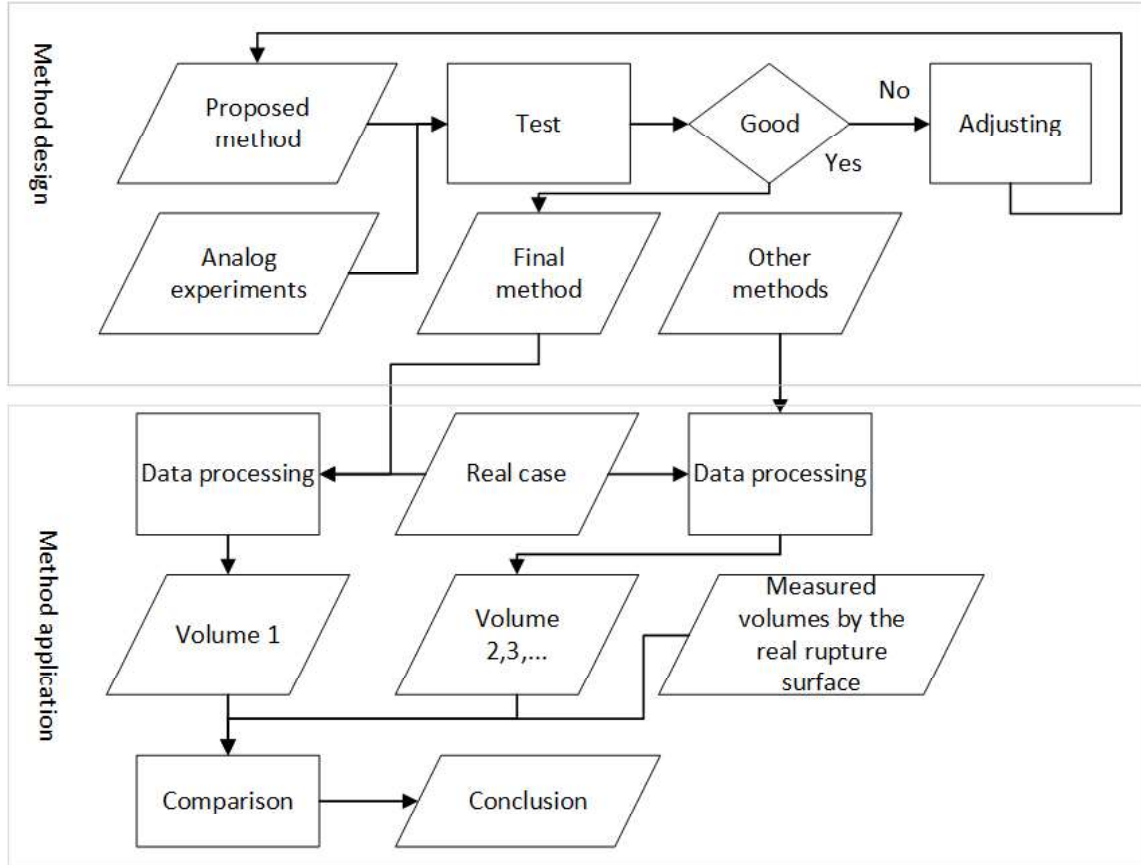 Method design
Proposed
method
Test
Good
No
Adjusting
Yes
Analog
experiments
Final
method
Other
methods
Method application
Data processing
Real case
Data processing
Volume 1
Volume
2,3,...
Measured
volumes by the
real rupture
surface
Comparison
Conclusion